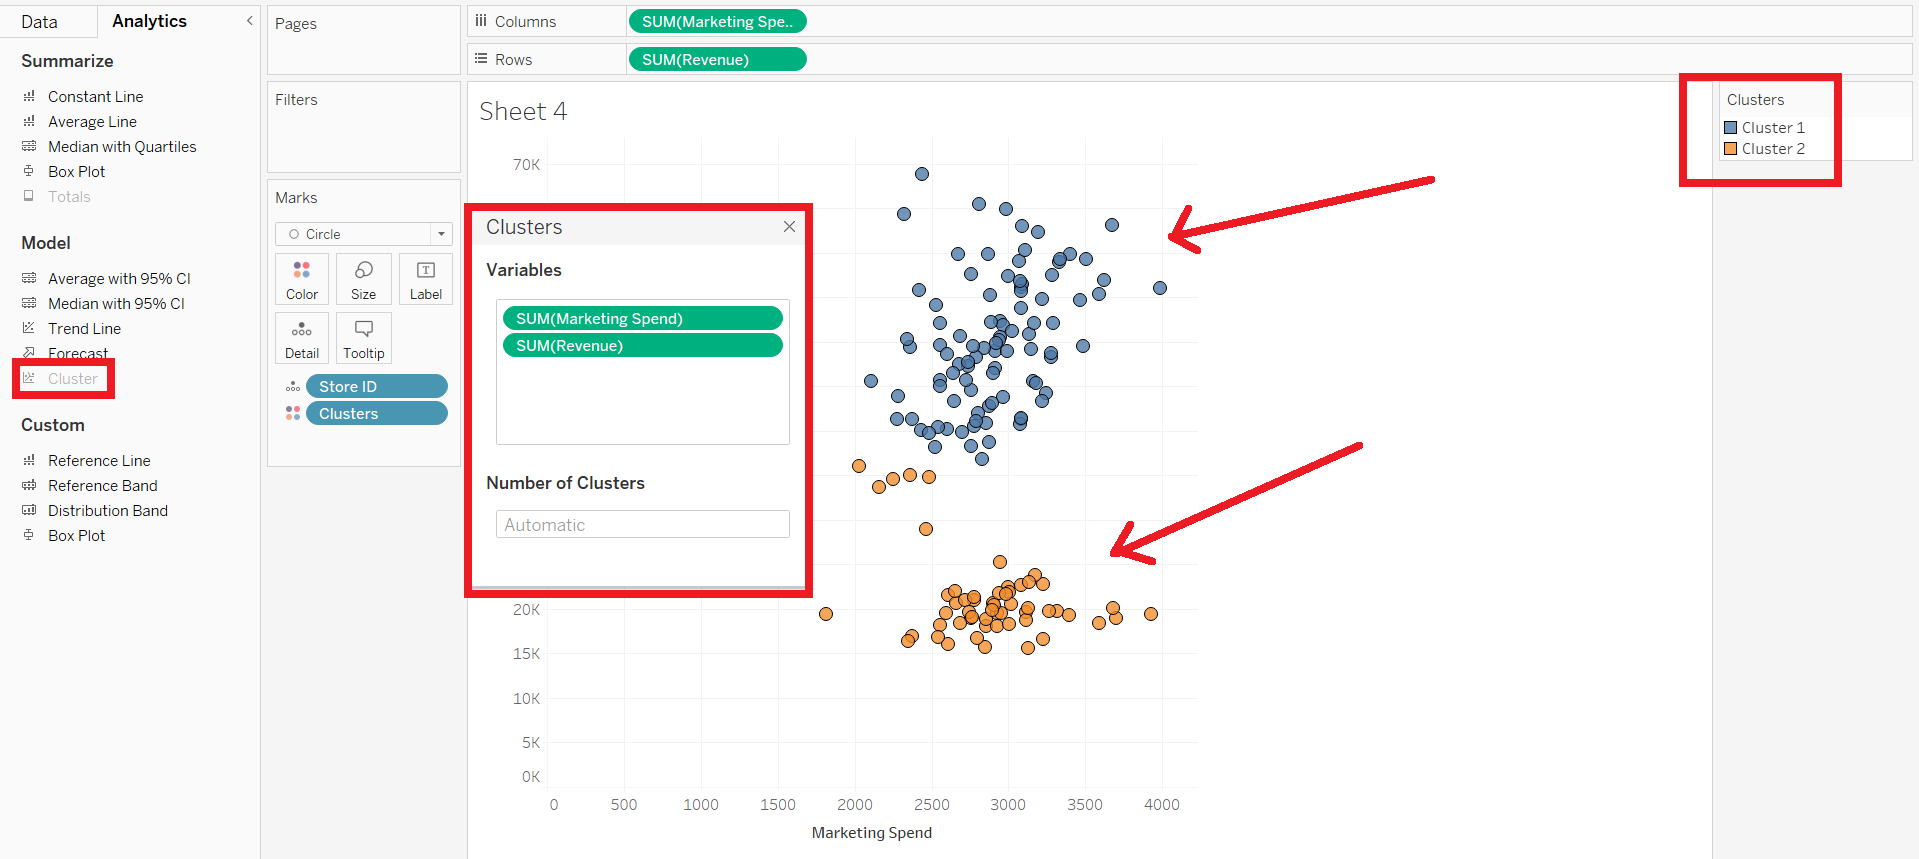 Data
Analytics
Summarize
Constant Line
Average Line
Median with Quartiles
Box Plot
Totals
Model
Average with 95% CI
Median with 95% CI
Trend Line
Forecast
Cluster
Custom
Reference Line
Reference Band
Distribution Band
Box Plot
Pages
Filters
Marks
Circle
Color
Size
Label
Detail
Tooltip
Store ID
Clusters
Columns
SUM(Marketing Spe..
Rows
SUM(Revenue)
Sheet 4
70K
Clusters
Variables
SUM(Marketing Spend)
SUM(Revenue)
Number of Clusters
Automatic
20K
15K
10K
5K
0K
0 500 1000 1500 2000 2500 3000 3500 4000
Marketing Spend
Clusters
Cluster 1
Cluster 2